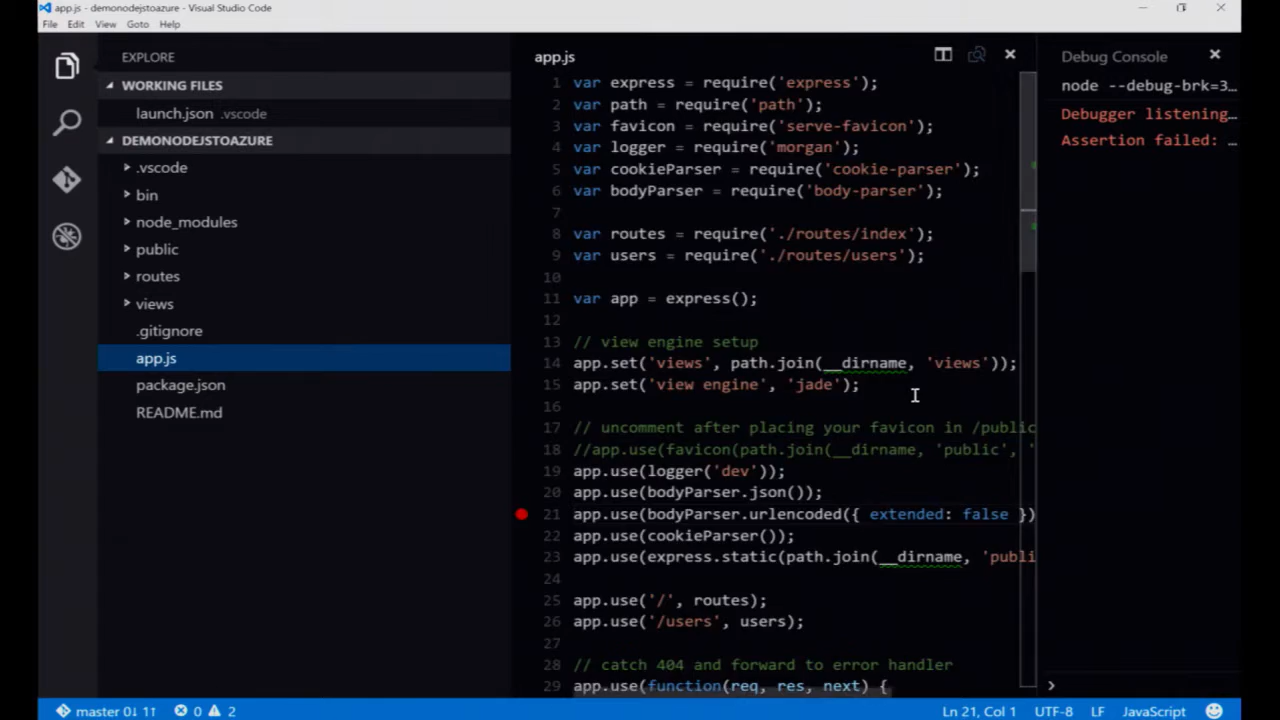 app.js - demonodejstoazure - Visual Studio Code
File Edit View Goto Help
EXPLORE
WORKING FILES
launch.json .vscode
DEMONODEJSTOAZURE
.vscode
bin
node_modules
public
routes
views
.gitignore
app.js
package.json
README.md
app.js
1 var express = require('express');
2 var path = require('path');
3 var favicon = require('serve-favicon');
4 var logger = require('morgan');
5 var cookieParser = require('cookie-parser');
6 var bodyParser = require('body-parser');
7
8 var routes = require('./routes/index');
9 var users = require('./routes/users');
10
11 var app = express();
12
13 // view engine setup
14 app.set('views', path.join(__dirname, 'views'));
15 app.set('view engine', 'jade');
16
17 // uncomment after placing your favicon in /public
18 //app.use(favicon(path.join(__dirname, 'public', '
19 app.use(logger('dev'));
20 app.use(bodyParser.json());
21 app.use(bodyParser.urlencoded({ extended: false })
22 app.use(cookieParser());
23 app.use(express.static(path.join(__dirname, 'publi
24
25 app.use('/', routes);
26 app.use('/users', users);
27
28 // catch 404 and forward to error handler
29 app.use(function(req, res, next) {
Debug Console
node --debug-brk=3…
Debugger listening…
Assertion failed: …
master 0↓ 1↑ 0 2
Ln 21, Col 1 UTF-8 LF JavaScript